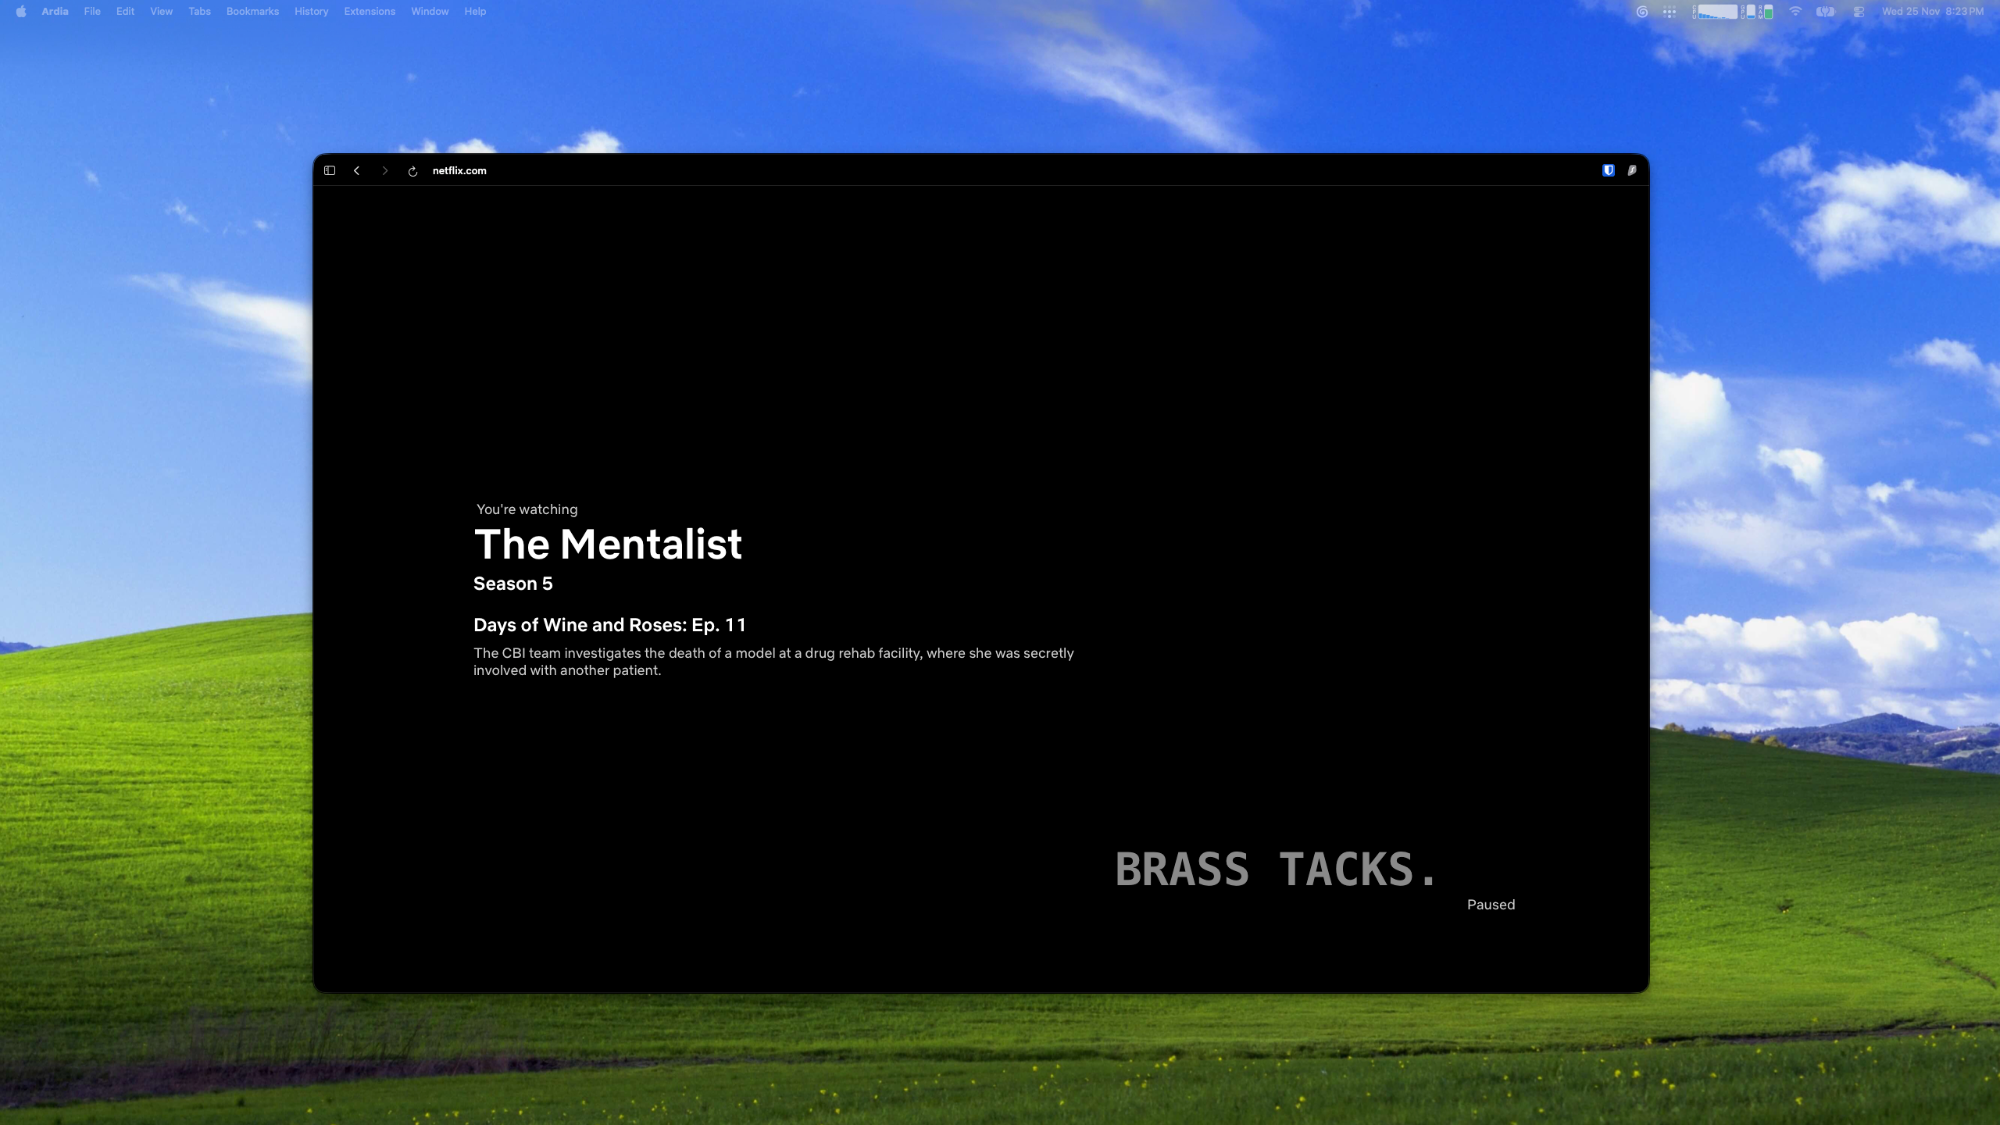 Ardia File Edit View Tabs Bookmarks History Extensions Window Help
Wed 25 Nov 8:23 PM
netflix.com
You're watching
The Mentalist
Season 5
Days of Wine and Roses: Ep. 11
The CBI team investigates the death of a model at a drug rehab facility, where she was secretly
involved with another patient.
BRASS TACKS.
Paused